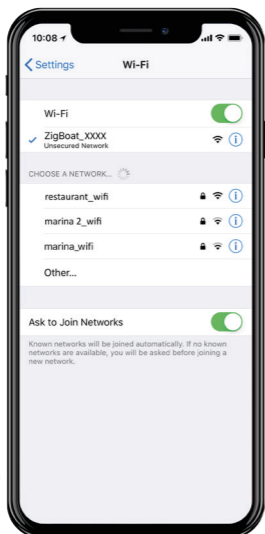 10:08
Settings
Wi-Fi
Wi-Fi
ZigBoat_XXXX
Unsecured Network
CHOOSE A NETWORK...
restaurant_wifi
marina 2_wifi
marina_wifi
Other...
Ask to Join Networks
Known networks will be joined automatically. If no known
networks are available, you will be asked before joining a
new network.